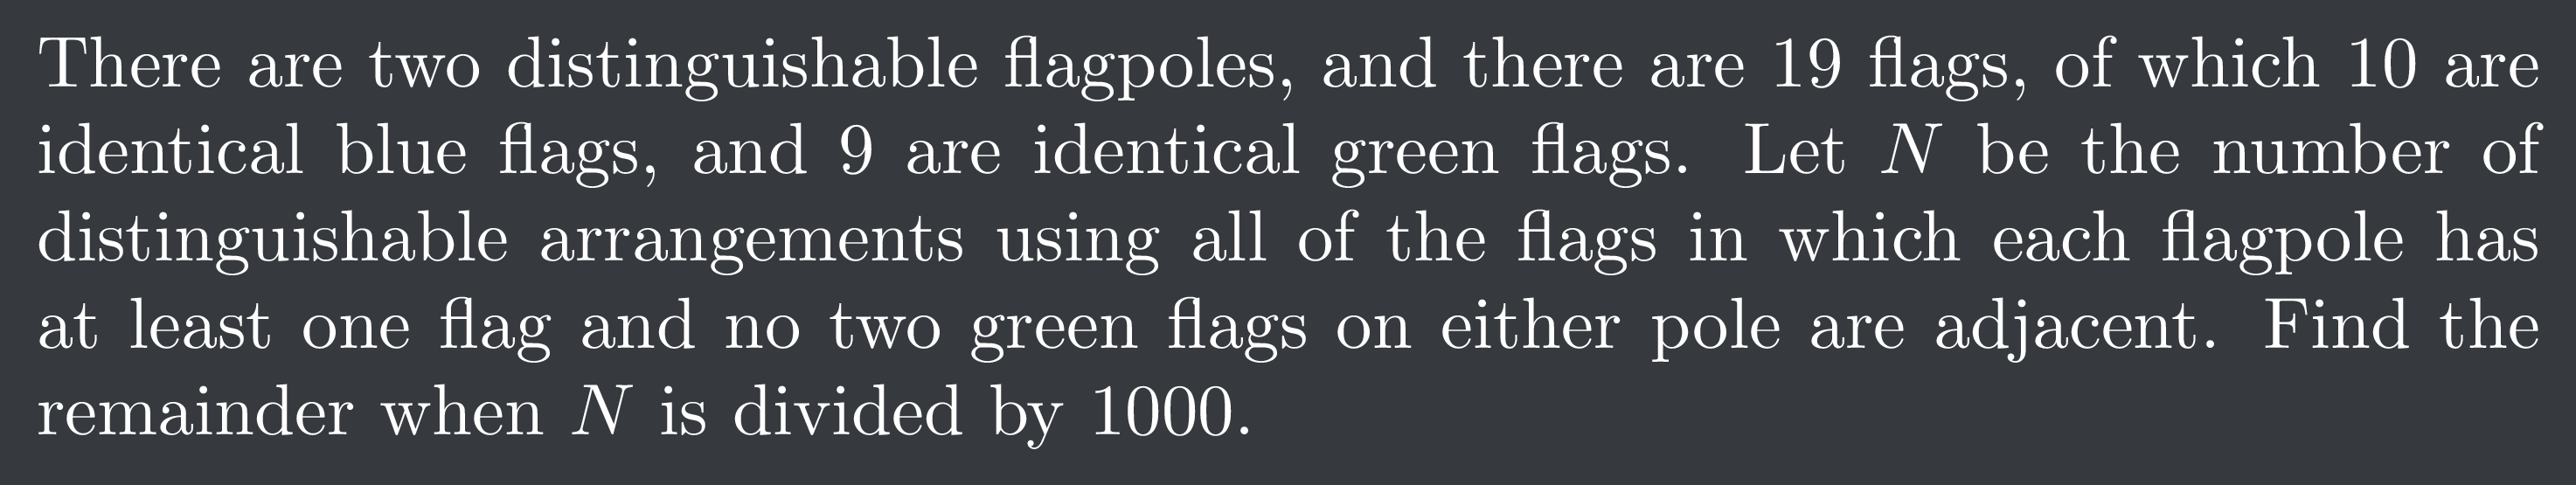 There are two distinguishable flagpoles, and there are 19 flags, of which 10 are
identical blue flags, and 9 are identical green flags. Let N be the number of
distinguishable arrangements using all of the flags in which each flagpole has
at least one flag and no two green flags on either pole are adjacent. Find the
remainder when N is divided by 1000.